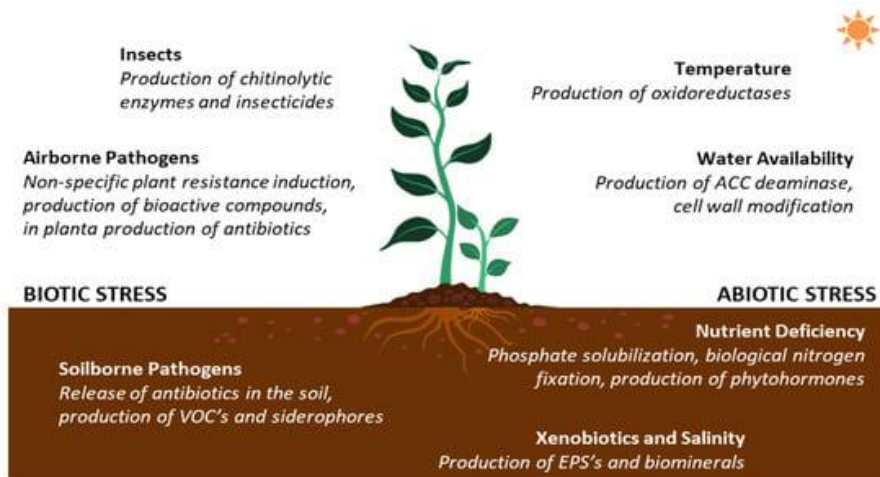 Insects
Production of chitinolytic
enzymes and insecticides
Airborne Pathogens
Non-specific plant resistance induction,
production of bioactive compounds,
in planta production of antibiotics
BIOTIC STRESS
Soilborne Pathogens
Release of antibiotics in the soil,
production of VOC's and siderophores
Temperature
Production of oxidoreductases
Water Availability
Production of ACC deaminase,
cell wall modification
ABIOTIC STRESS
Nutrient Deficiency
Phosphate solubilization, biological nitrogen
fixation, production of phytohormones
Xenobiotics and Salinity
Production of EPS's and biominerals